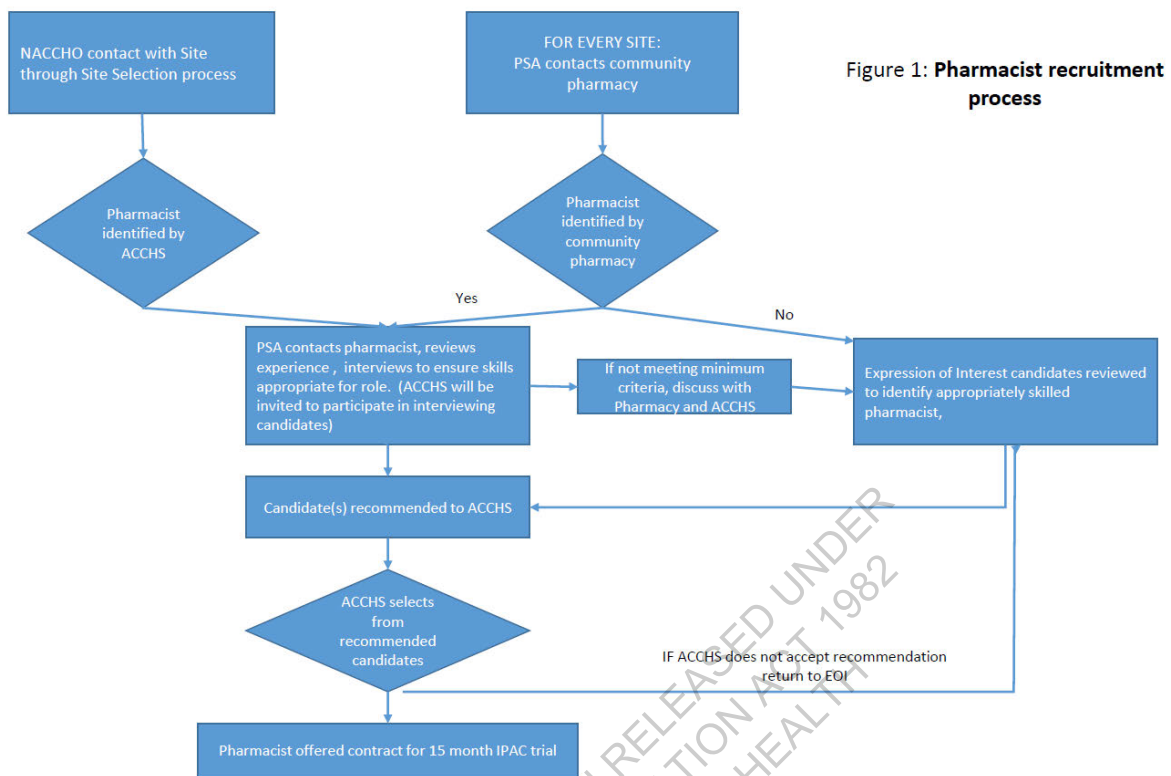 NACCHO contact with Site
through Site Selection process
FOR EVERY SITE:
PSA contacts community
pharmacy
Figure 1: Pharmacist recruitment
process
Pharmacist
identified by
ACCHS
Pharmacist
identified by
community
pharmacy
Yes
No
PSA contacts pharmacist, reviews
experience , interviews to ensure skills
appropriate for role. (ACCHS will be
invited to participate in interviewing
candidates)
If not meeting minimum
criteria, discuss with
Pharmacy and ACCHS
Expression of Interest candidates reviewed
to identify appropriately skilled
pharmacist,
Candidate(s) recommended to ACCHS
ACCHS selects
from
recommended
candidates
IF ACCHS does not accept recommendation
return to EOI
Pharmacist offered contract for 15 month IPAC trial
RELEASED UNDER
ACT 1982
HEALTH